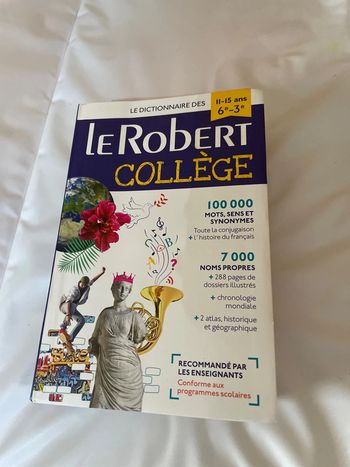 LE DICTIONNAIRE DES
11-15 ans
6e-3e
LE ROBERT
COLLÈGE
100 000
MOTS, SENS ET
SYNONYMES
Toute la conjugaison
+ l'histoire du français
7 000
NOMS PROPRES
+ 288 pages de
dossiers illustrés
+ chronologie
mondiale
+ 2 atlas, historique
et géographique
RECOMMANDÉ PAR
LES ENSEIGNANTS
Conforme aux
programmes scolaires